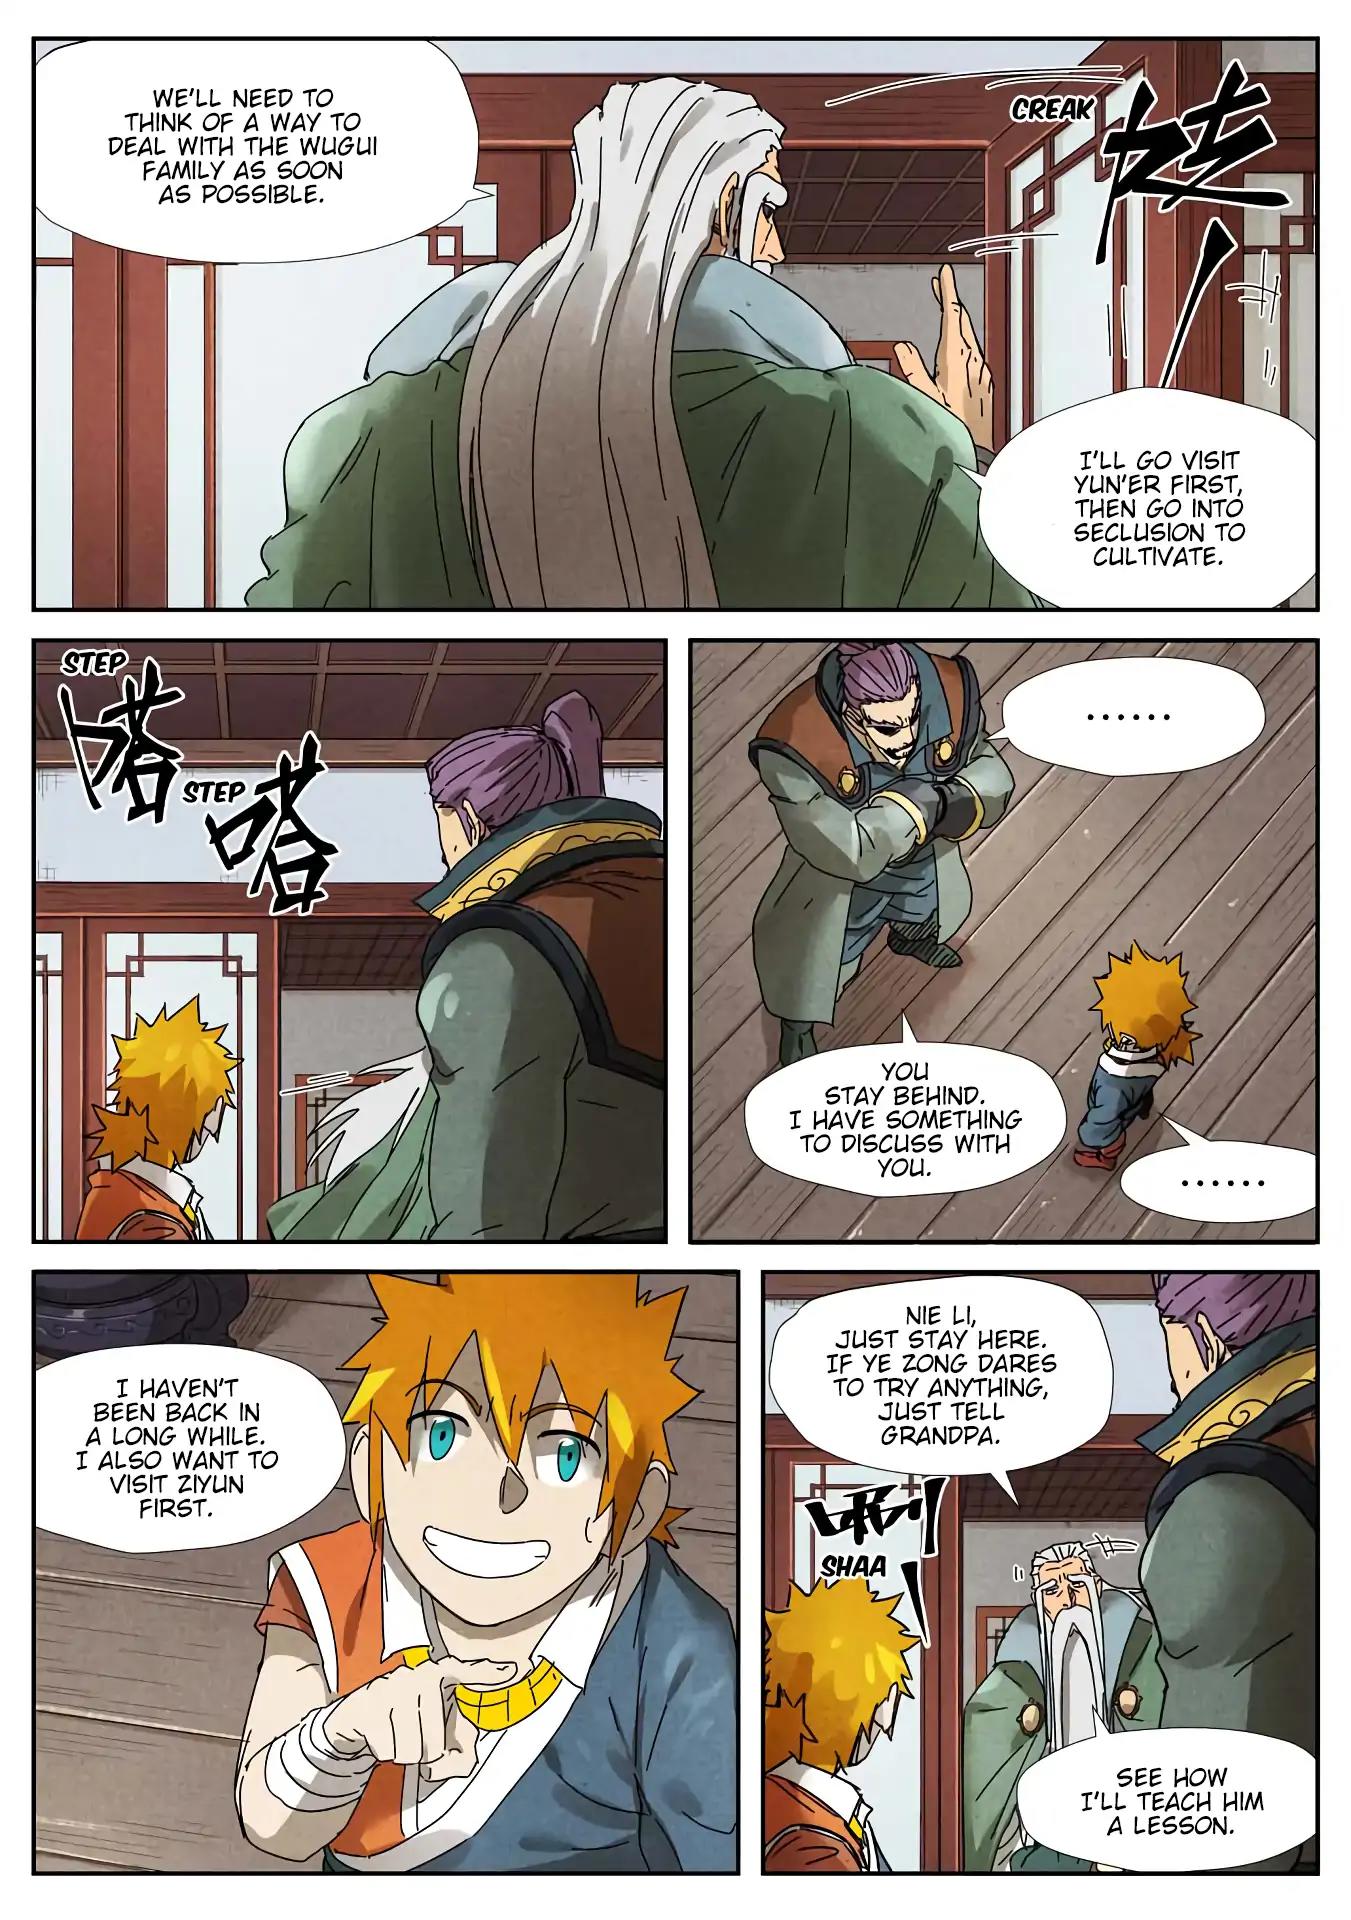 WE'LL NEED TO
THINK OF A WAY TO
DEAL WITH THE WUGUI
FAMILY AS SOON
AS POSSIBLE.
CREAK
I'LL GO VISIT
YUN'ER FIRST,
THEN GO INTO
SECLUSION TO
CULTIVATE.
STEP
嗒
STEP
嗒
......
YOU
STAY BEHIND.
I HAVE SOMETHING
TO DISCUSS WITH
YOU.
......
I HAVEN'T
BEEN BACK IN
A LONG WHILE.
I ALSO WANT TO
VISIT ZIYUN
FIRST.
NIE LI,
JUST STAY HERE.
IF YE ZONG DARES
TO TRY ANYTHING,
JUST TELL
GRANDPA.
唰!
SHAA
SEE HOW
I'LL TEACH HIM
A LESSON.